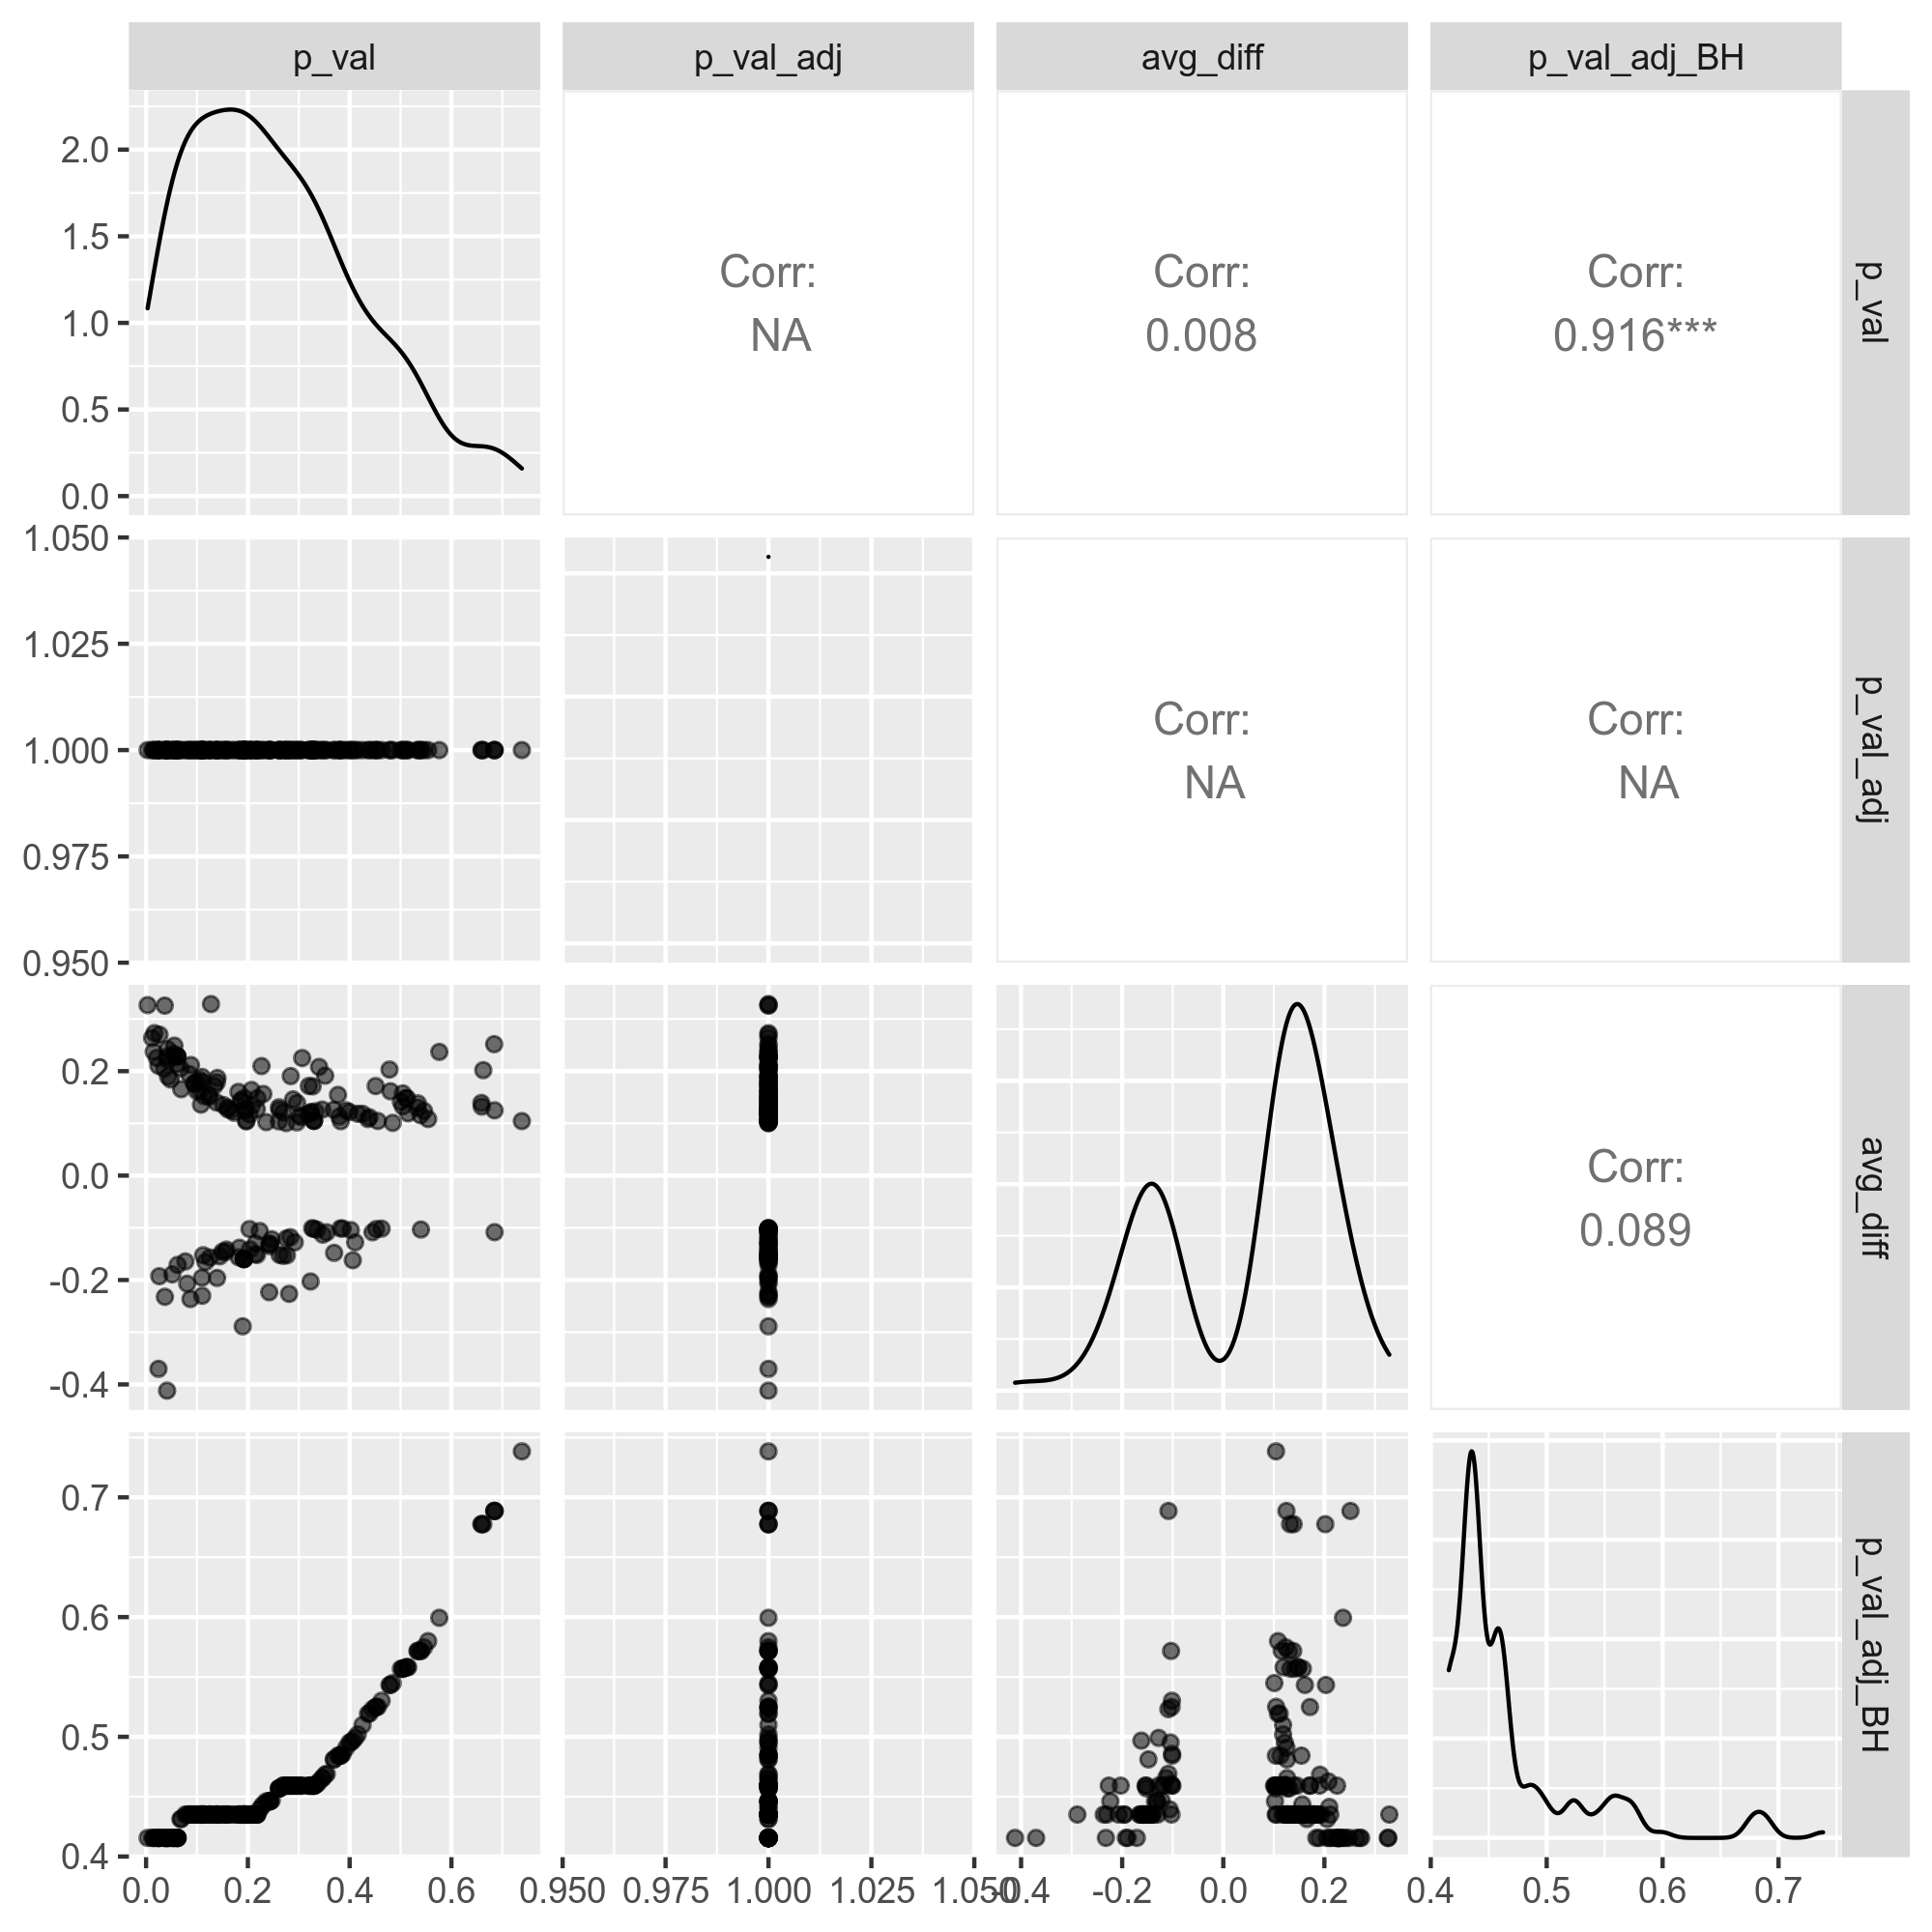 p_val p_val_adj avg_diff p_val_adj_BH
2.0
1.5
1.0
0.5
0.0
Corr:
NA
Corr:
0.008
Corr:
0.916***
p_val
1.050
1.025
1.000
0.975
0.950
Corr:
NA
Corr:
NA
p_val_adj
0.2
0.0
-0.2
-0.4
Corr:
0.089
avg_diff
0.7
0.6
0.5
0.4
p_val_adj_BH
0.0 0.2 0.4 0.6 0.950 0.975 1.000 1.025 1.050 -0.4 -0.2 0.0 0.2 0.4 0.5 0.6 0.7